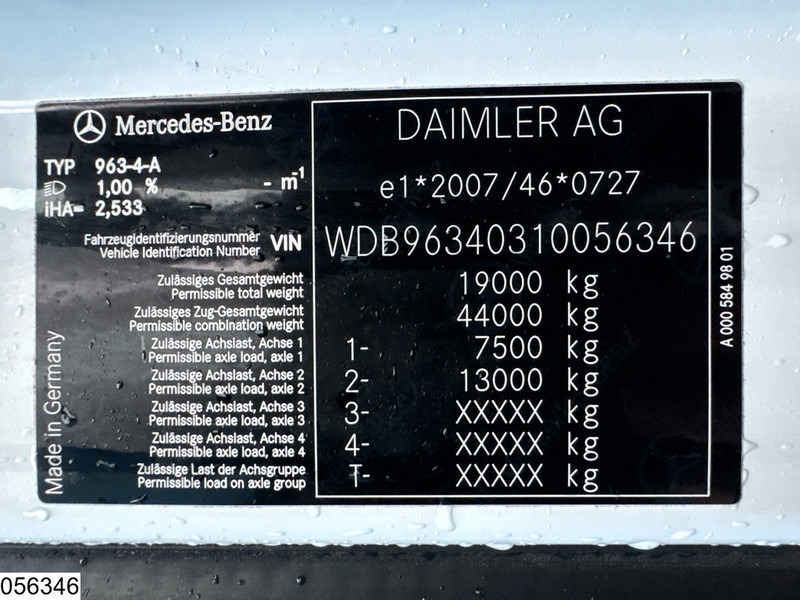 Mercedes-Benz
TYP 963-4-A
1,00 % - m-1
iHA= 2,533
Fahrzeugidentifizierungsnummer VIN
Vehicle Identification Number
Zulässiges Gesamtgewicht
Permissible total weight
Zulässiges Zug-Gesamtgewicht
Permissible combination weight
Zulässige Achslast, Achse 1
Permissible axle load, axle 1
Zulässige Achslast, Achse 2
Permissible axle load, axle 2
Zulässige Achslast, Achse 3
Permissible axle load, axle 3
Zulässige Achslast, Achse 4
Permissible axle load, axle 4
Zulässige Last der Achsgruppe
Permissible load on axle group
Made in Germany
DAIMLER AG
e1*2007/46*0727
WDB96340310056346
19000 kg
44000 kg
1- 7500 kg
2- 13000 kg
3- XXXXX kg
4- XXXXX kg
T- XXXXX kg
A 000 584 98 01
056346